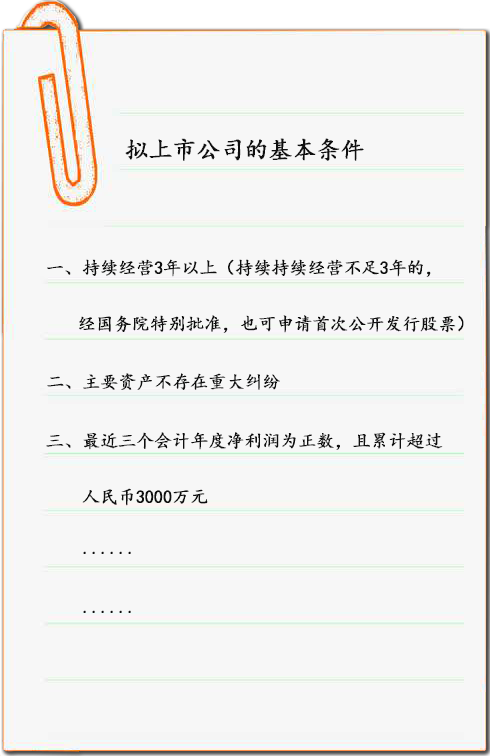 拟上市公司的基本条件
一、持续经营3年以上（持续持续经营不足3年的，
经国务院特别批准，也可申请首次公开发行股票）
二、主要资产不存在重大纠纷
三、最近三个会计年度净利润为正数，且累计超过
人民币3000万元
......
......